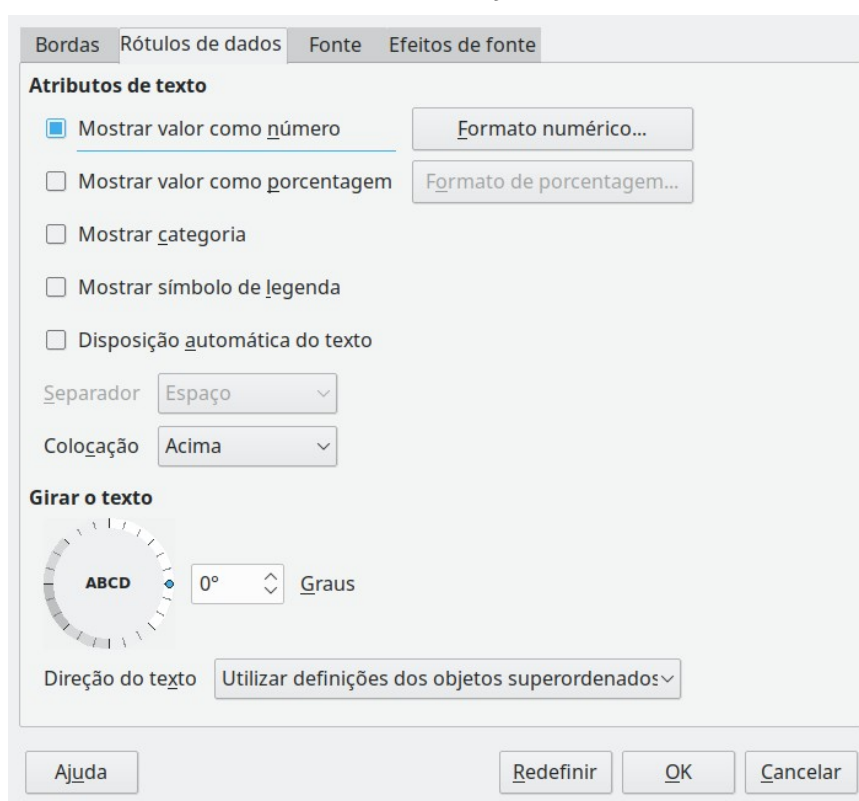 Bordas Rótulos de dados Fonte Efeitos de fonte
Atributos de texto
Mostrar valor como número Formato numérico...
Mostrar valor como porcentagem Formato de porcentagem...
Mostrar categoria
Mostrar símbolo de legenda
Disposição automática do texto
Separador Espaço
Colocação Acima
Girar o texto
ABCD 0° Graus
Direção do texto Utilizar definições dos objetos superordenados
Ajuda Redefinir OK Cancelar